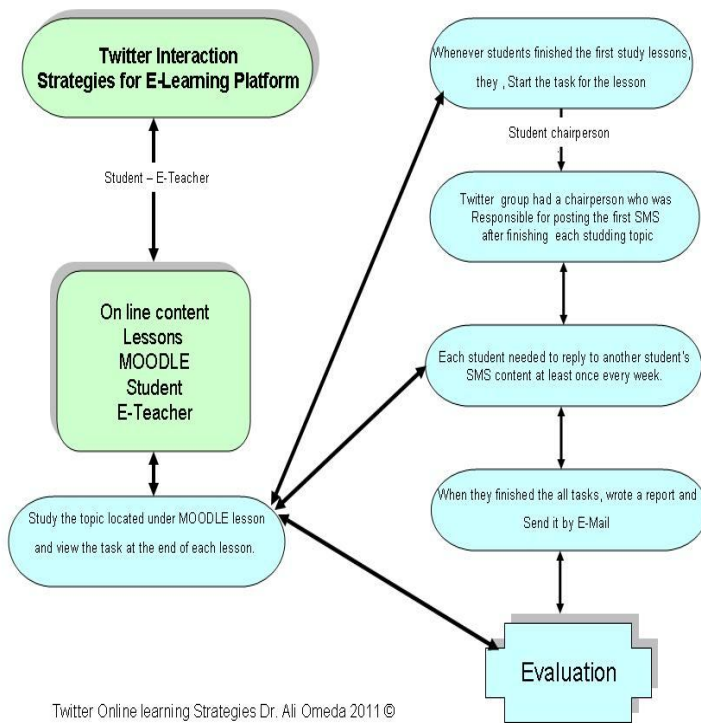 Twitter Interaction
Strategies for E-Learning Platform
Student – E-Teacher
On line content
Lessons
MOODLE
Student
E-Teacher
Study the topic located under MOODLE lesson
and view the task at the end of each lesson.
Whenever students finished the first study lessons,
they , Start the task for the lesson
Student chairperson
Twitter group had a chairperson who was
Responsible for posting the first SMS
after finishing each studding topic
Each student needed to reply to another student's
SMS content at least once every week.
When they finished the all tasks, wrote a report and
Send it by E-Mail
Evaluation
Twitter Online learning Strategies Dr. Ali Omeda 2011 ©